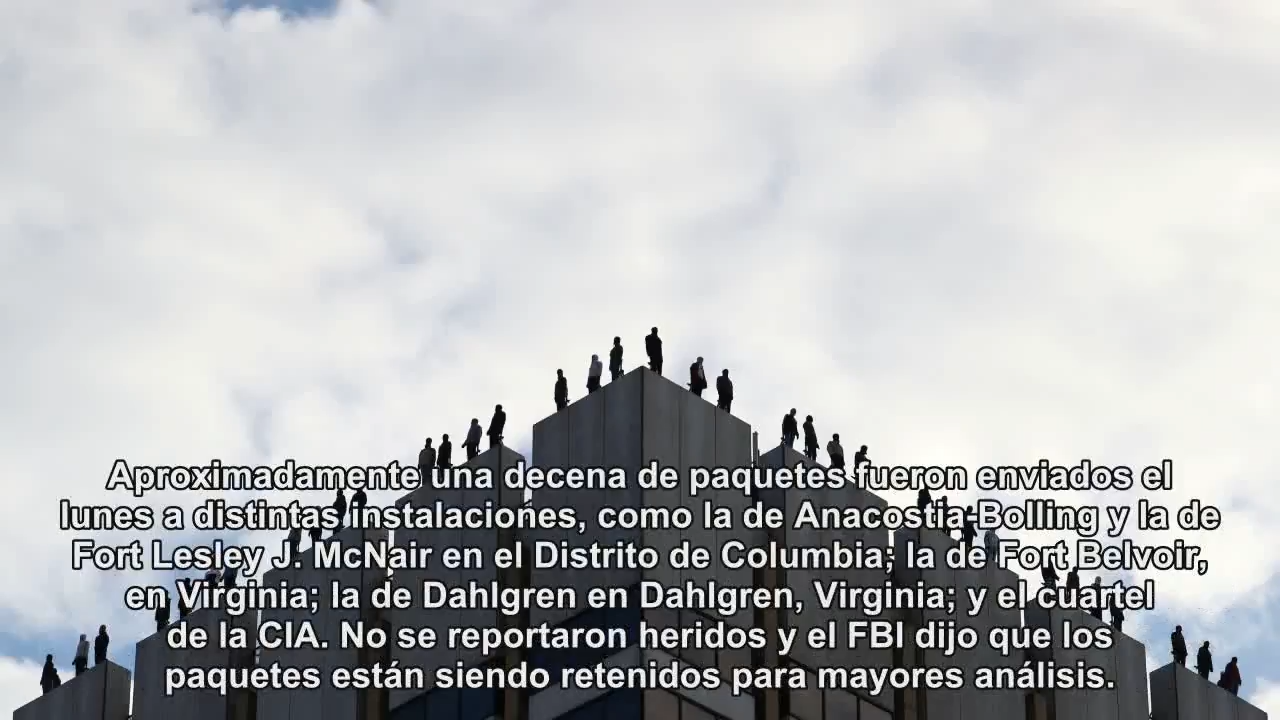 Aproximadamente una decena de paquetes fueron enviados el
lunes a distintas instalaciones, como la de Anacostia-Bolling y la de
Fort Lesley J. McNair en el Distrito de Columbia; la de Fort Belvoir,
en Virginia; la de Dahlgren en Dahlgren, Virginia; y el cuartel
de la CIA. No se reportaron heridos y el FBI dijo que los
paquetes están siendo retenidos para mayores análisis.